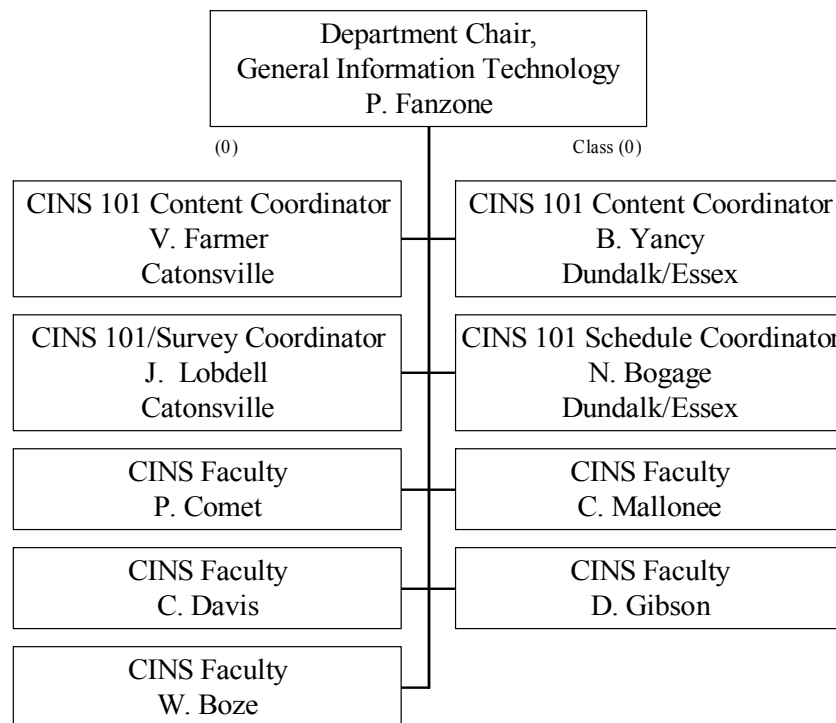 Department Chair,
General Information Technology
P. Fanzone
(0)
Class (0)
CINS 101 Content Coordinator
V. Farmer
Catonsville
CINS 101 Content Coordinator
B. Yancy
Dundalk/Essex
CINS 101/Survey Coordinator
J. Lobdell
Catonsville
CINS 101 Schedule Coordinator
N. Bogage
Dundalk/Essex
CINS Faculty
P. Comet
CINS Faculty
C. Mallonee
CINS Faculty
C. Davis
CINS Faculty
D. Gibson
CINS Faculty
W. Boze